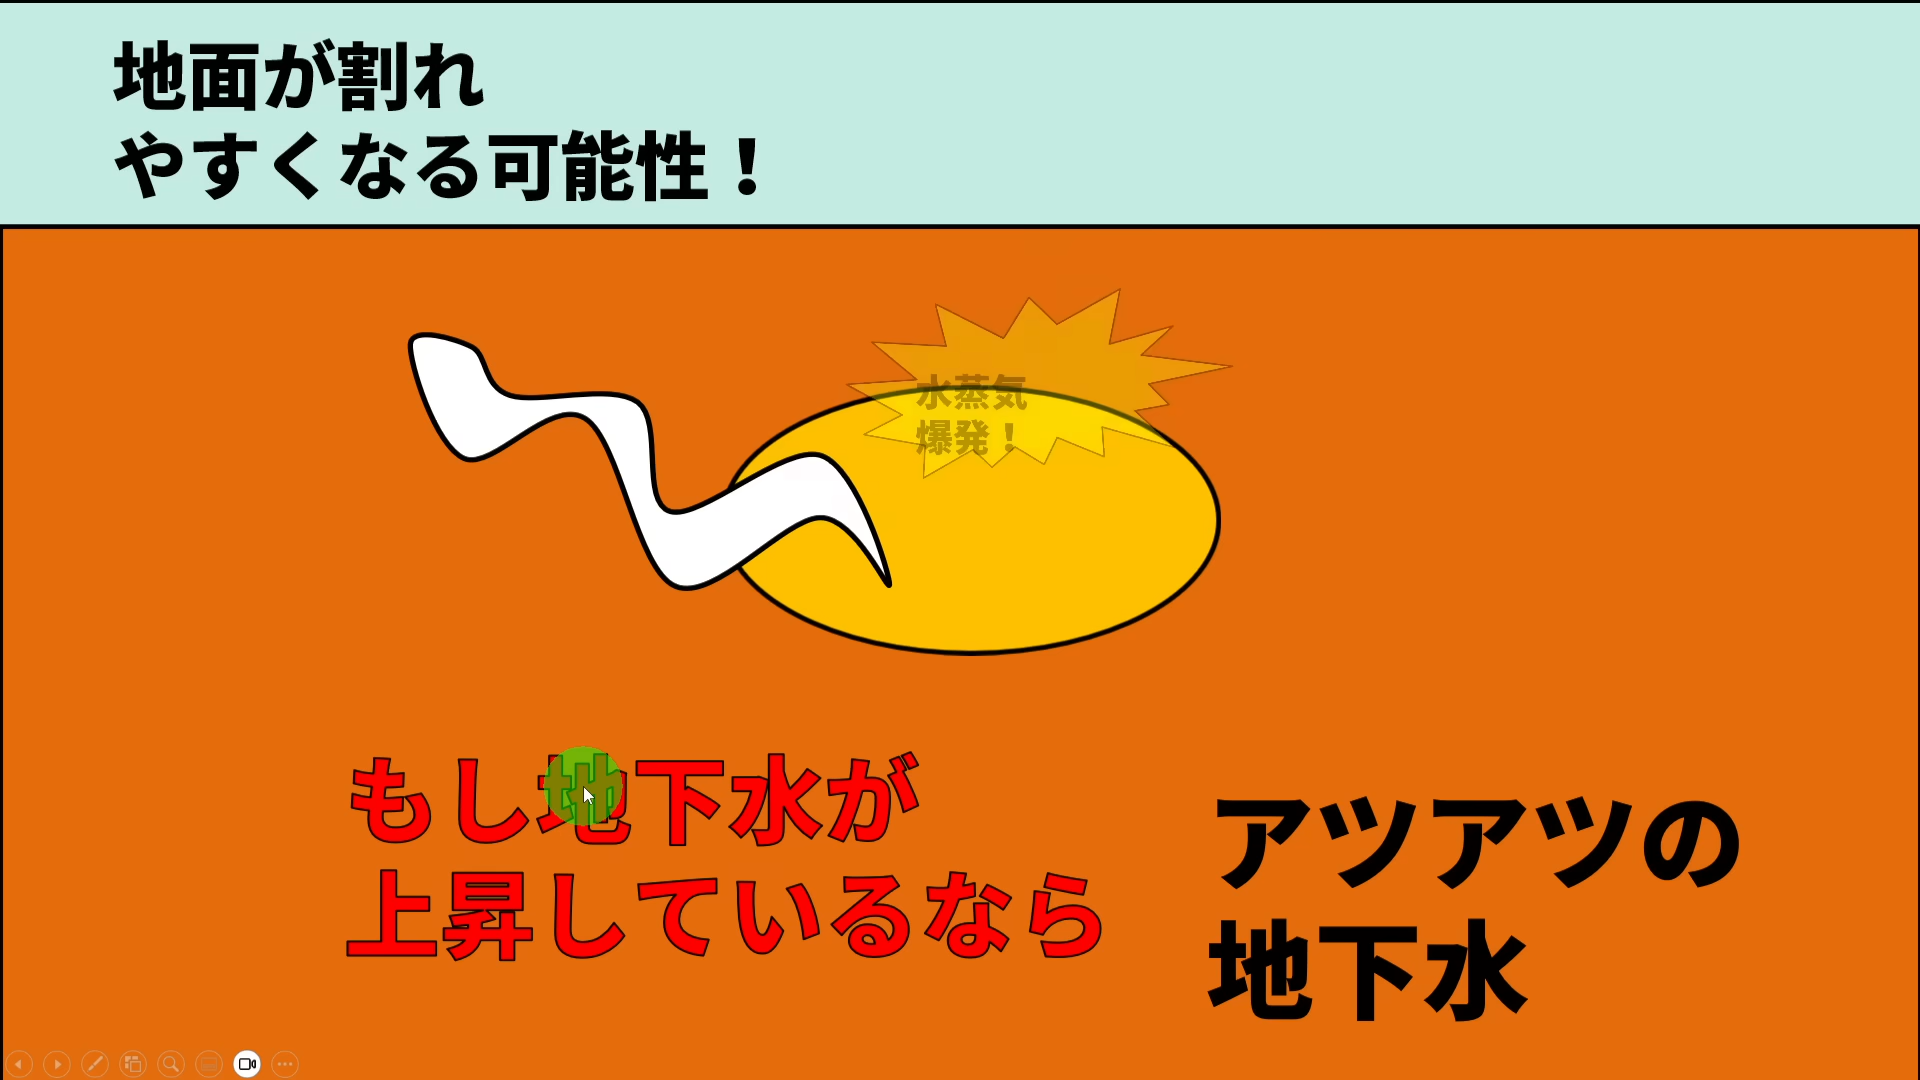 地面が割れ
やすくなる可能性！
水蒸気
爆発！
もし地下水が
上昇しているなら
アツアツの
地下水